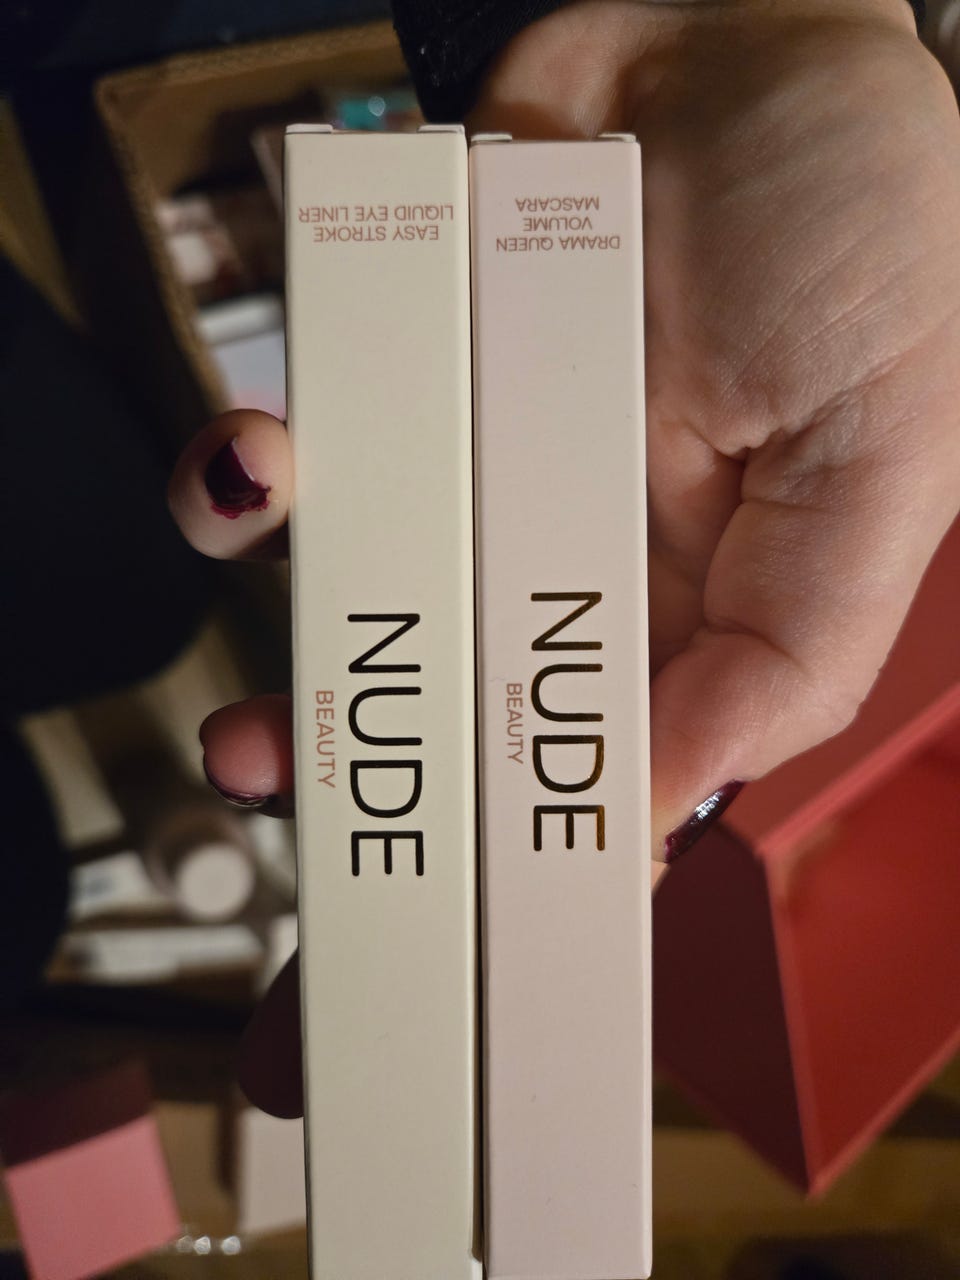 EASY STROKE
LIQUID EYE LINER
NUDE
BEAUTY
DRAMA QUEEN
VOLUME
MASCARA
NUDE
BEAUTY